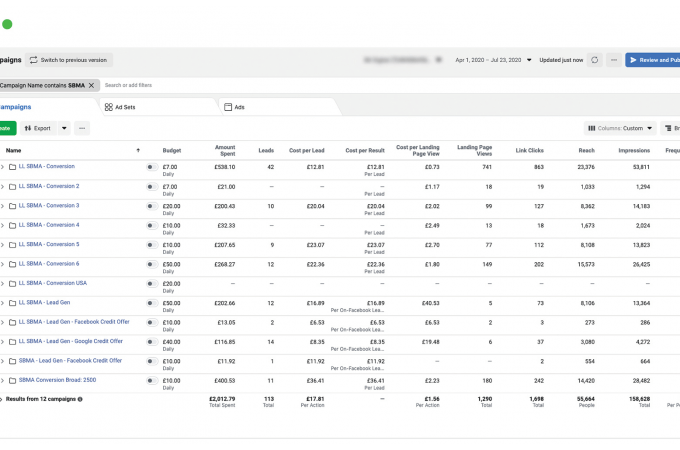 paigns Switch to previous version Apr 1, 2020 – Jul 23, 2020 Updated just now ... Review and Pub
Campaign Name contains SBMA × Search or add filters
ampaigns Ad Sets Ads
ate Export ... Columns: Custom Br
Name ↑ Budget Amount Spent Leads Cost per Lead Cost per Result Cost per Landing Page View Landing Page Views Link Clicks Reach Impressions Frequ
LL SBMA - Conversion £7.00 £538.10 42 £12.81 £12.81 £0.73 741 863 23,376 53,811
Daily Per Lead
LL SBMA - Conversion 2 £7.00 £21.00 — — — £1.17 18 19 1,033 1,294
Daily Per Lead
LL SBMA - Conversion 3 £20.00 £200.43 10 £20.04 £20.04 £2.02 99 127 8,362 14,183
Daily Per Lead
LL SBMA - Conversion 4 £10.00 £32.33 — — — £2.49 13 18 1,673 2,024
Daily Per Lead
LL SBMA - Conversion 5 £10.00 £207.65 9 £23.07 £23.07 £2.70 77 112 8,108 13,823
Daily Per Lead
LL SBMA - Conversion 6 £50.00 £268.27 12 £22.36 £22.36 £1.80 149 202 15,573 26,425
Daily Per Lead
LL SBMA - Conversion USA £20.00 — — — — — — — — —
Daily
LL SBMA - Lead Gen £50.00 £202.66 12 £16.89 £16.89 £40.53 5 73 8,106 13,364
Daily Per On-Facebook Lea...
LL SBMA - Lead Gen - Facebook Credit Offer £10.00 £13.05 2 £6.53 £6.53 £6.53 2 3 273 286
Daily Per On-Facebook Lea...
LL SBMA - Lead Gen - Google Credit Offer £40.00 £116.85 14 £8.35 £8.35 £19.48 6 37 3,080 4,272
Daily Per On-Facebook Lea...
SBMA - Lead Gen - Facebook Credit Offer £10.00 £11.92 1 £11.92 £11.92 — — 2 554 664
Daily Per On-Facebook Lea...
SBMA Conversion Broad: 2500 £10.00 £400.53 11 £36.41 £36.41 £2.23 180 242 14,420 28,482
Daily Per Lead
Results from 12 campaigns £2,012.79 113 £17.81 — £1.56 1,290 1,698 55,664 158,628
Total Spent Total Per Action Per Action Total Total People Total Per P